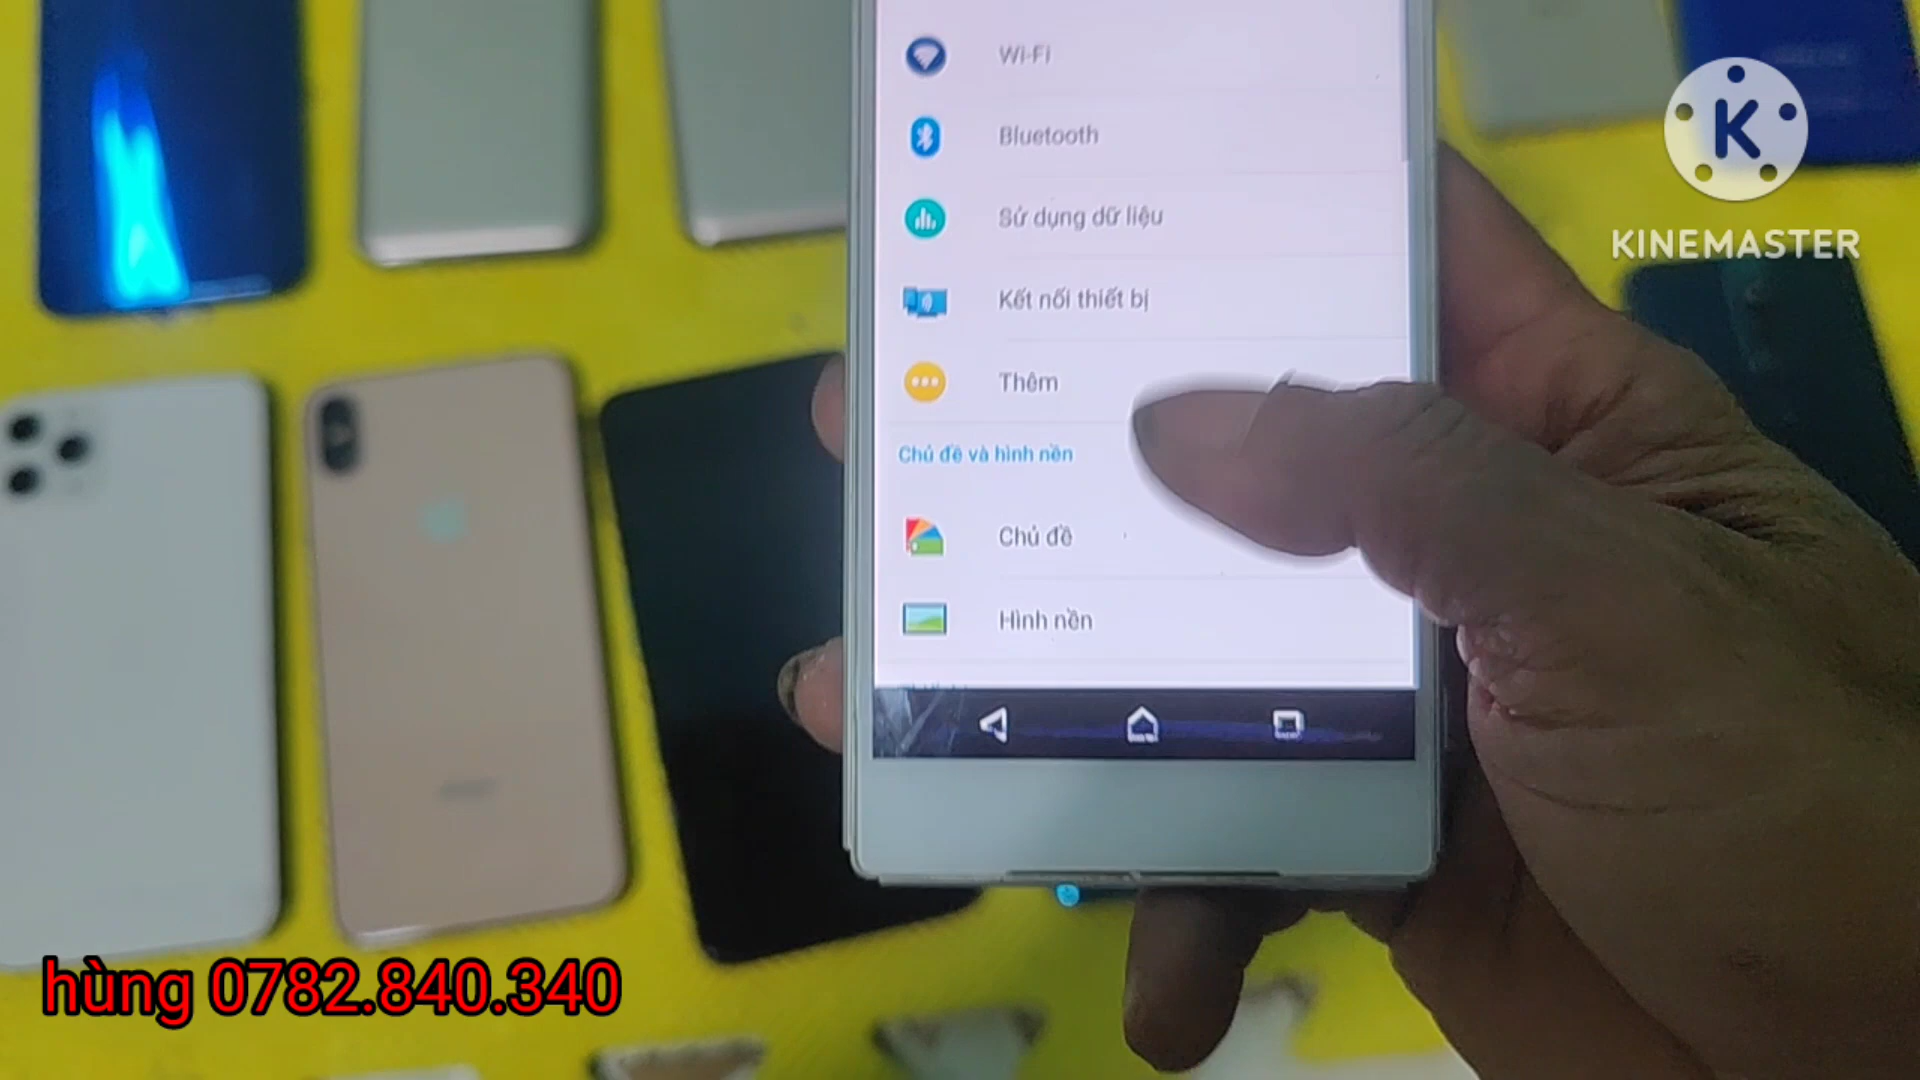 Wi-Fi
Bluetooth
Sử dụng dữ liệu
Kết nối thiết bị
Thêm
Chủ đề và hình nền
Chủ đề
Hình nền
K
KINEMASTER
hùng 0782.840.340